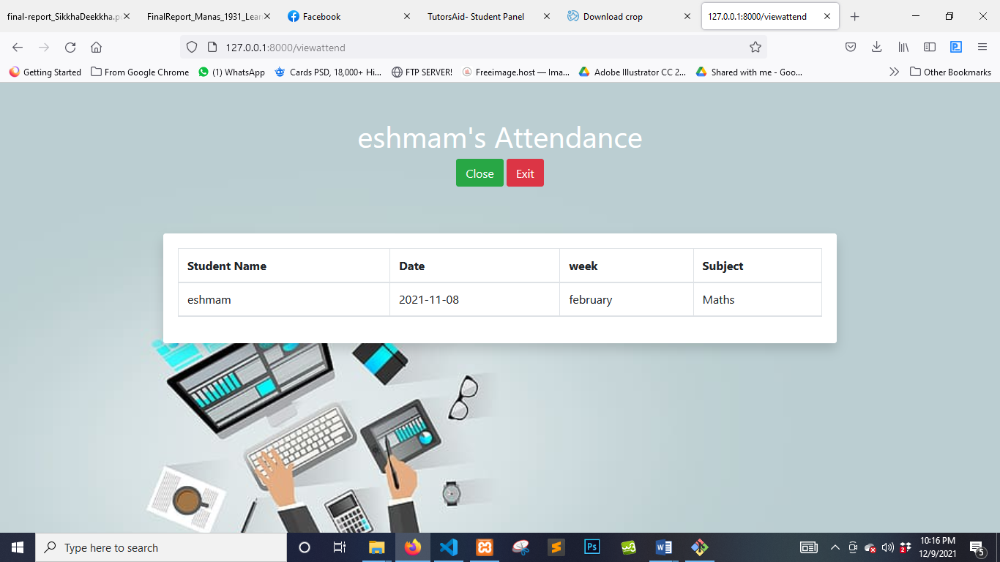 final-report_SikkhaDeekkha.p
FinalReport_Manas_1931_Lear
Facebook
TutorsAid- Student Panel
Download crop
127.0.0.1:8000/viewattend
127.0.0.1:8000/viewattend
Getting Started
From Google Chrome
(1) WhatsApp
Cards PSD, 18,000+ Hi...
FTP SERVER!
Freeimage.host — Ima...
Adobe Illustrator CC 2...
Shared with me - Goo...
Other Bookmarks
eshmam's Attendance
Close Exit
Student Name Date week Subject
eshmam 2021-11-08 february Maths
Type here to search
10:16 PM
12/9/2021
5